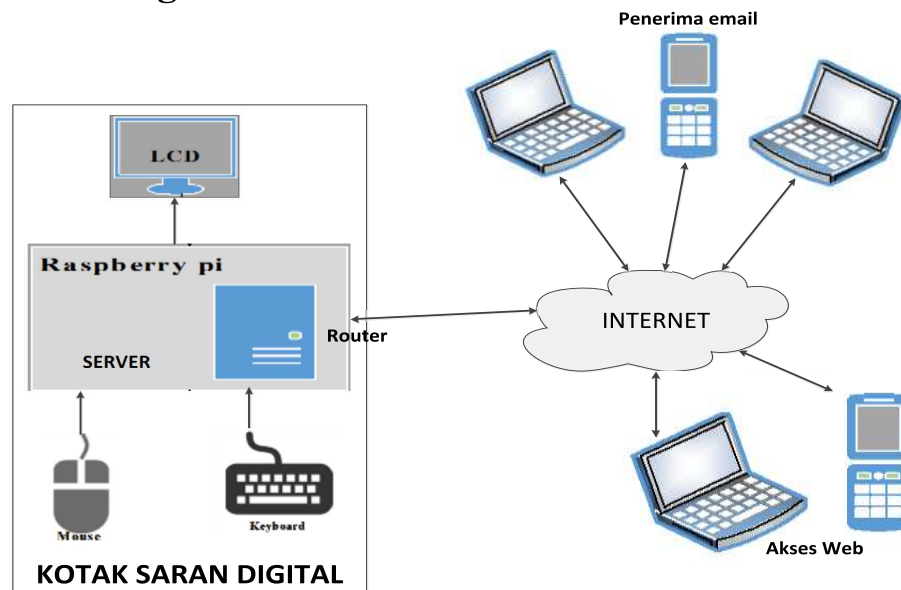 Penerima email
LCD
Raspberry pi
SERVER
Router
INTERNET
Mouse
Keyboard
Akses Web
KOTAK SARAN DIGITAL